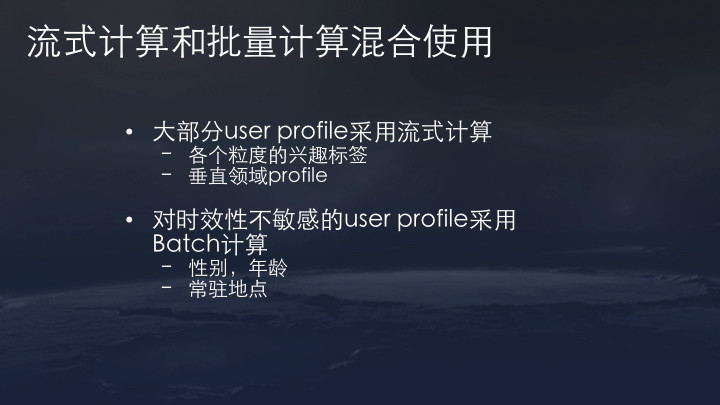 流式计算和批量计算混合使用
• 大部分user profile采用流式计算
– 各个粒度的兴趣标签
– 垂直领域profile
• 对时效性不敏感的user profile采用
Batch计算
– 性别，年龄
– 常驻地点